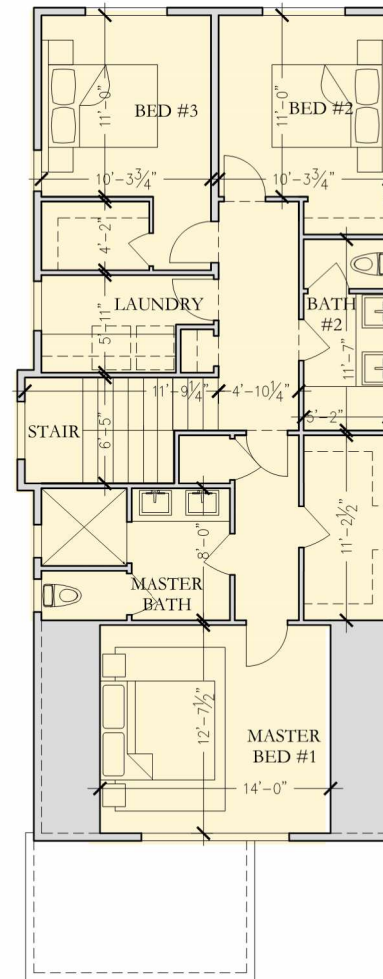 BED #3
11'-0"
BED #2
11'-0"
10'-3¾"
10'-3¾"
4'-2"
LAUNDRY
5'-11"
BATH
#2
11'-7"
11'-9¼"
4'-10¼"
5'-2"
STAIR
6'-5"
8'-0"
11'-2½"
MASTER
BATH
12'-7½"
MASTER
BED #1
14'-0"